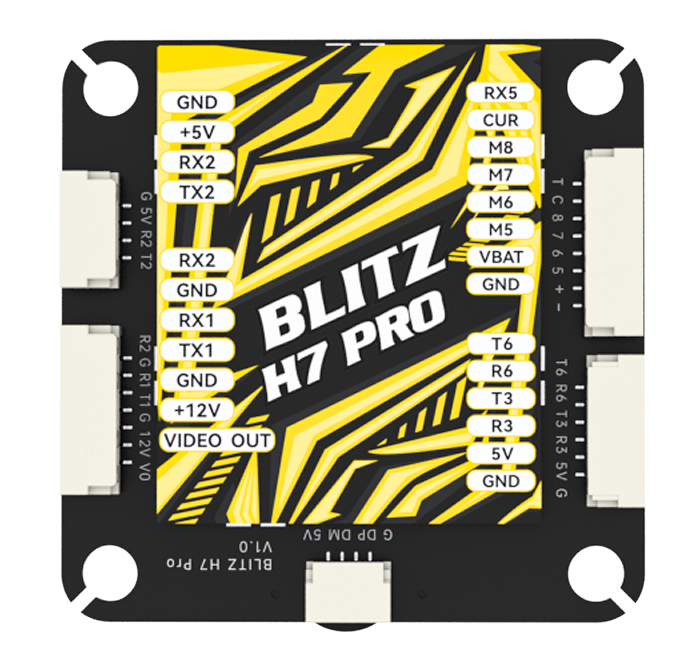 GND
+5V
RX2
TX2
G 5V R2 T2
RX2
GND
RX1
TX1
GND
+12V
VIDEO OUT
R2 G R1 T1 G 12V VO
BLITZ
H7 PRO
RX5
CUR
M8
M7
M6
M5
VBAT
GND
T C 8 7 6 5 + -
T6
R6
T3
R3
5V
GND
T6 R6 T3 R3 5V G
G DP DM 5V
BLITZ H7 Pro
V1.0